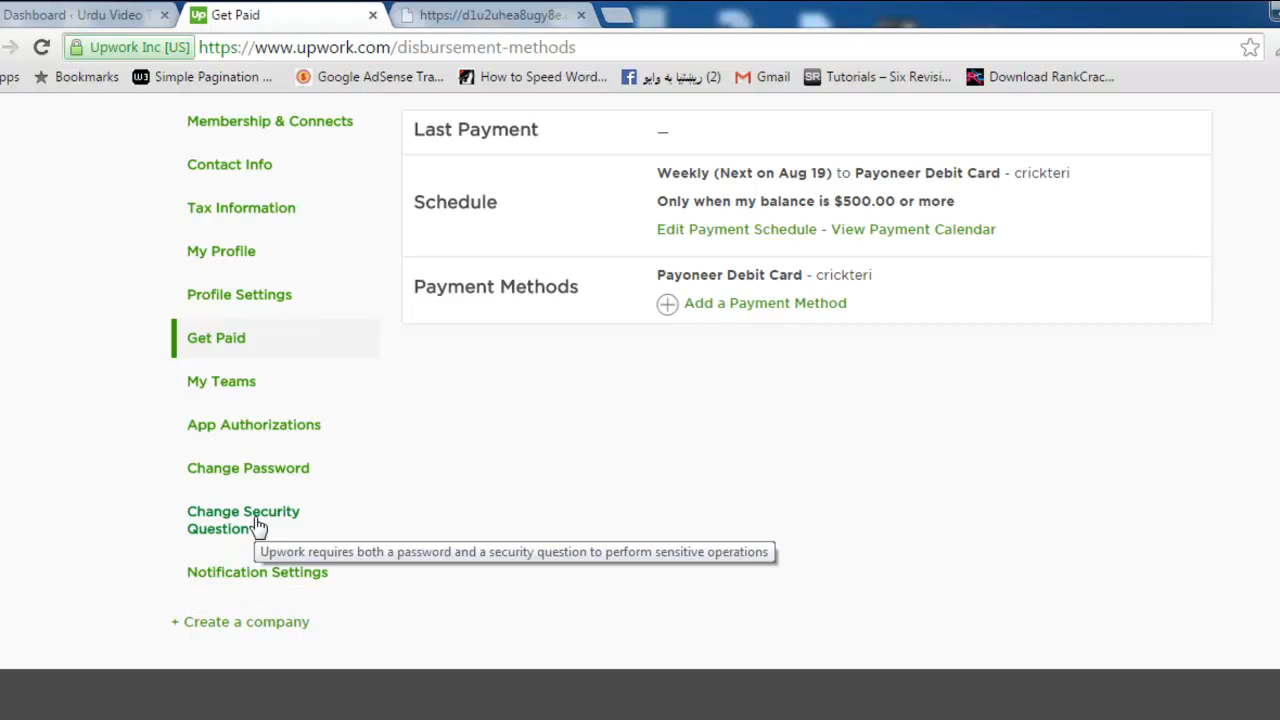 Dashboard ‹ Urdu Video T
Up Get Paid
https://d1u2uhea8ugy8e.
Upwork Inc [US] https://www.upwork.com/disbursement-methods
pps Bookmarks W3 Simple Pagination ... Google AdSense Tra... How to Speed Word... (2) ریښتیا به وایو Gmail SR Tutorials – Six Revisi... Download RankCrac...
Membership & Connects
Contact Info
Tax Information
My Profile
Profile Settings
Get Paid
My Teams
App Authorizations
Change Password
Change Security
Question
Upwork requires both a password and a security question to perform sensitive operations
Notification Settings
+ Create a company
Last Payment –
Schedule
Weekly (Next on Aug 19) to Payoneer Debit Card - crickteri
Only when my balance is $500.00 or more
Edit Payment Schedule - View Payment Calendar
Payment Methods
Payoneer Debit Card - crickteri
Add a Payment Method